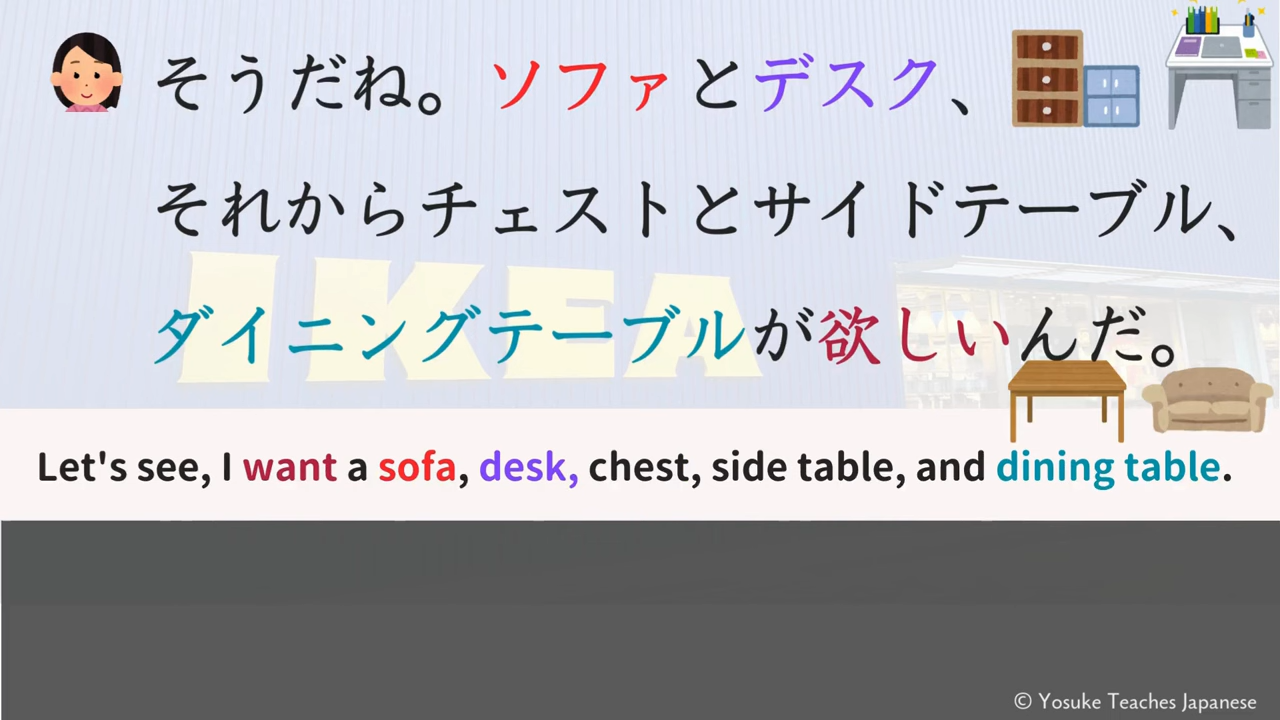 そうだね。ソファとデスク、
それからチェストとサイドテーブル、
ダイニングテーブルが欲しいんだ。
IKEA
Let's see, I want a sofa, desk, chest, side table, and dining table.
© Yosuke Teaches Japanese